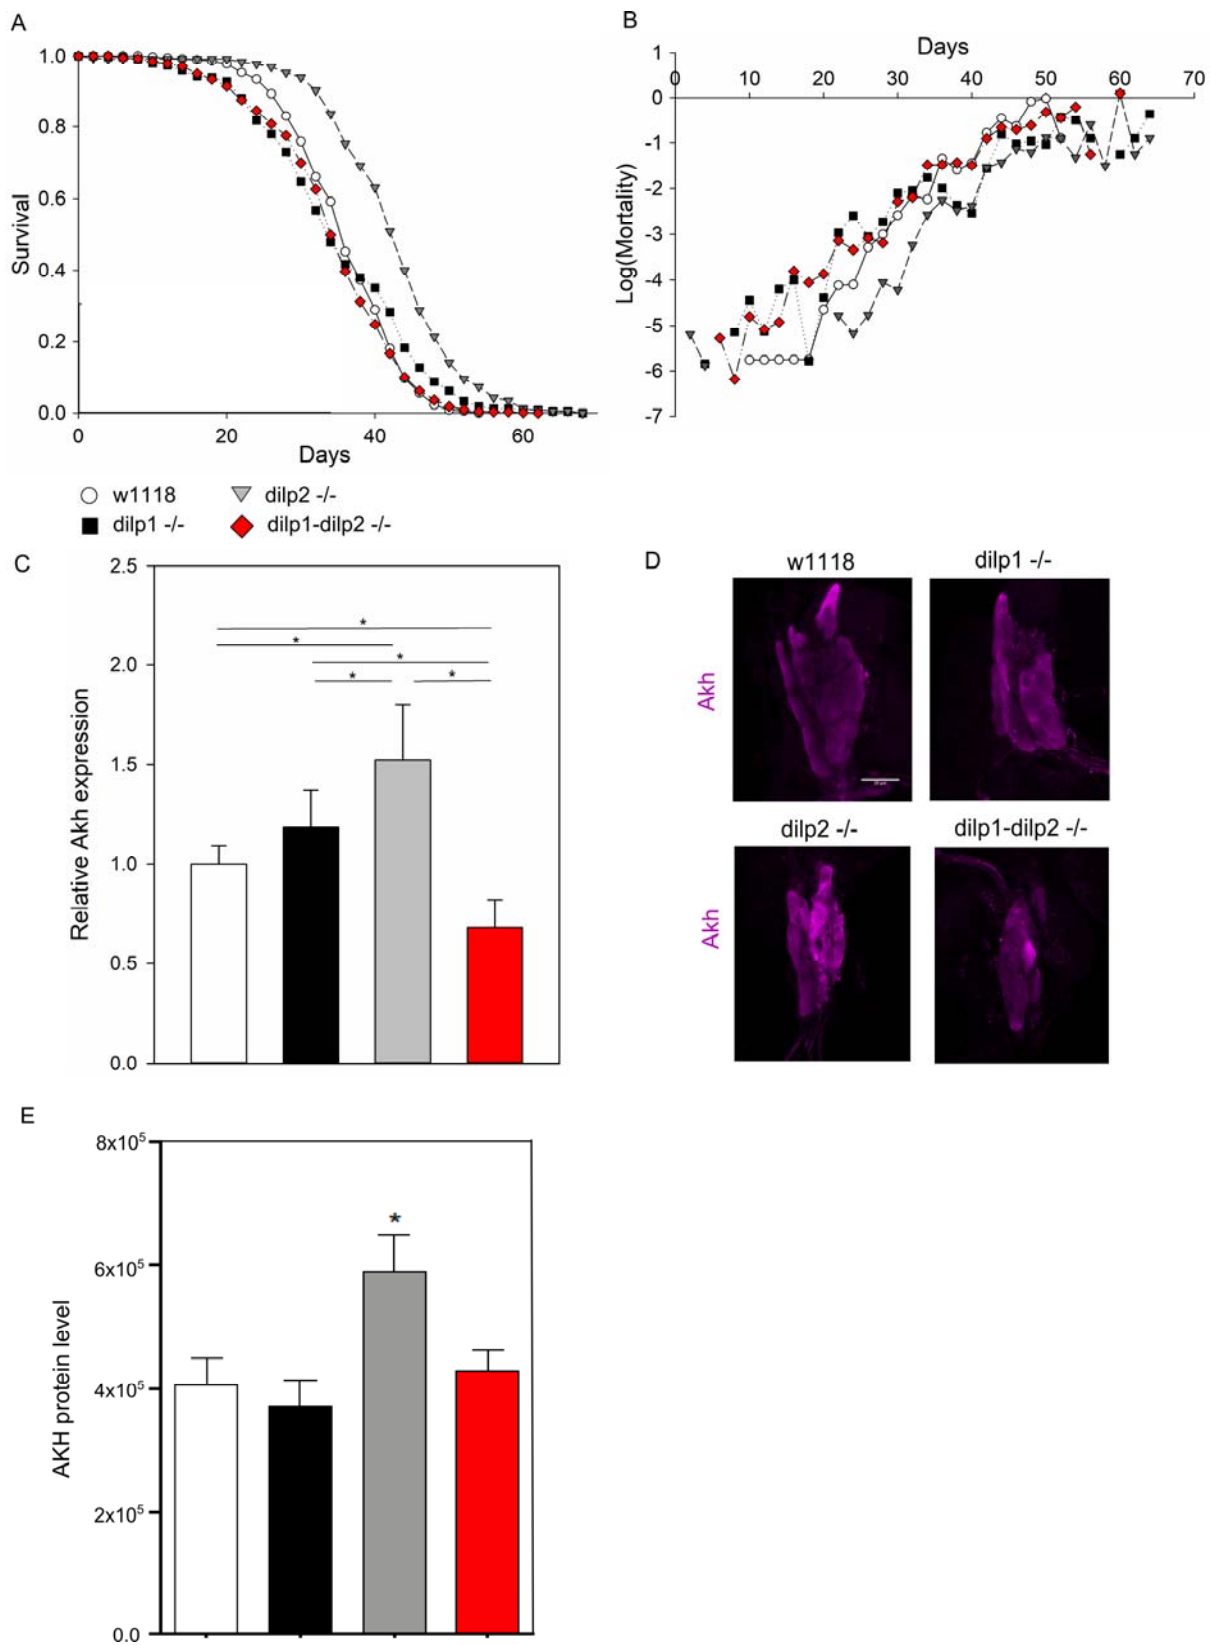 A
B
Days
1.0
0.8
0.6
0.4
0.2
0.0
Survival
0
20
40
60
Days
1
0
-1
-2
-3
-4
-5
-6
-7
Log(Mortality)
0
10
20
30
40
50
60
70
w1118
dilp2 -/-
dilp1 -/-
dilp1-dilp2 -/-
C
2.5
2.0
1.5
1.0
0.5
0.0
Relative Akh expression
*
*
*
*
*
D
w1118
dilp1 -/-
Akh
dilp2 -/-
dilp1-dilp2 -/-
Akh
E
8x10⁵
6x10⁵
4x10⁵
2x10⁵
0.0
AKH protein level
*